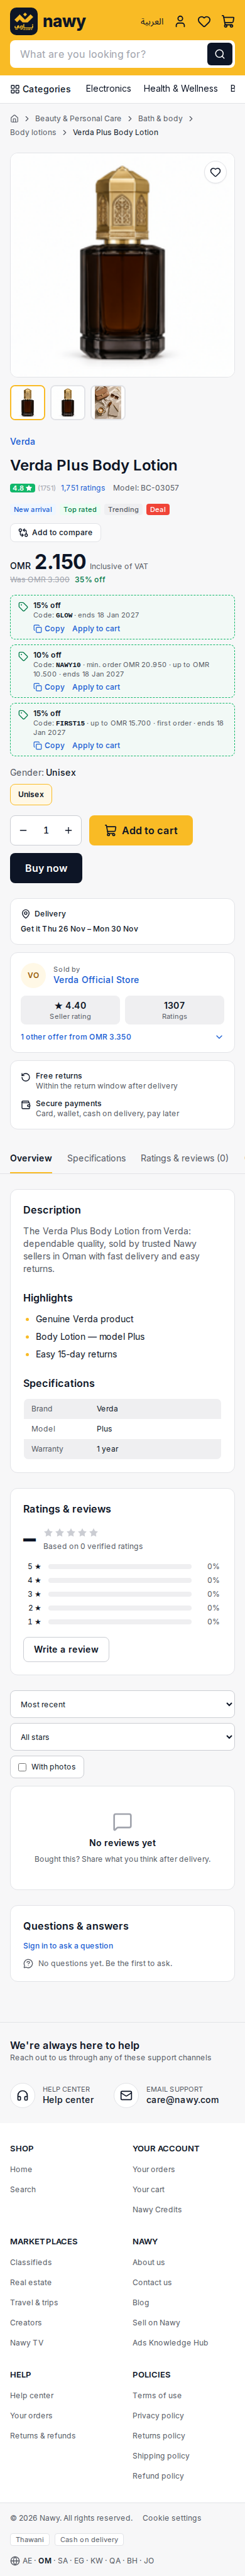 nawy
العربية
What are you looking for?
Categories
Electronics
Health & Wellness
B
Beauty & Personal Care
Bath & body
Body lotions
Verda Plus Body Lotion
Verda
Verda Plus Body Lotion
4.8 ★ (1751) 1,751 ratings Model: BC-03057
New arrival Top rated Trending Deal
Add to compare
OMR 2.150 Inclusive of VAT
Was OMR 3.300 35% off
15% off
Code: GLOW · ends 18 Jan 2027
Copy Apply to cart
10% off
Code: NAWY10 · min. order OMR 20.950 · up to OMR
10.500 · ends 18 Jan 2027
Copy Apply to cart
15% off
Code: FIRST15 · up to OMR 15.700 · first order · ends 18
Jan 2027
Copy Apply to cart
Gender: Unisex
Unisex
− 1 +
Add to cart
Buy now
Delivery
Get it Thu 26 Nov – Mon 30 Nov
VO
Sold by
Verda Official Store
★ 4.40
Seller rating
1307
Ratings
1 other offer from OMR 3.350
Free returns
Within the return window after delivery
Secure payments
Card, wallet, cash on delivery, pay later
Overview Specifications Ratings & reviews (0)
Description
The Verda Plus Body Lotion from Verda:
dependable quality, sold by trusted Nawy
sellers in Oman with fast delivery and easy
returns.
Highlights
• Genuine Verda product
• Body Lotion — model Plus
• Easy 15-day returns
Specifications
Brand Verda
Model Plus
Warranty 1 year
Ratings & reviews
–
Based on 0 verified ratings
5 ★ 0%
4 ★ 0%
3 ★ 0%
2 ★ 0%
1 ★ 0%
Write a review
Most recent
All stars
With photos
No reviews yet
Bought this? Share what you think after delivery.
Questions & answers
Sign in to ask a question
No questions yet. Be the first to ask.
We're always here to help
Reach out to us through any of these support channels
HELP CENTER
Help center
EMAIL SUPPORT
care@nawy.com
SHOP
Home
Search
YOUR ACCOUNT
Your orders
Your cart
Nawy Credits
MARKETPLACES
Classifieds
Real estate
Travel & trips
Creators
Nawy TV
NAWY
About us
Contact us
Blog
Sell on Nawy
Ads Knowledge Hub
HELP
Help center
Your orders
Returns & refunds
POLICIES
Terms of use
Privacy policy
Returns policy
Shipping policy
Refund policy
© 2026 Nawy. All rights reserved. Cookie settings
Thawani Cash on delivery
AE · OM · SA · EG · KW · QA · BH · JO